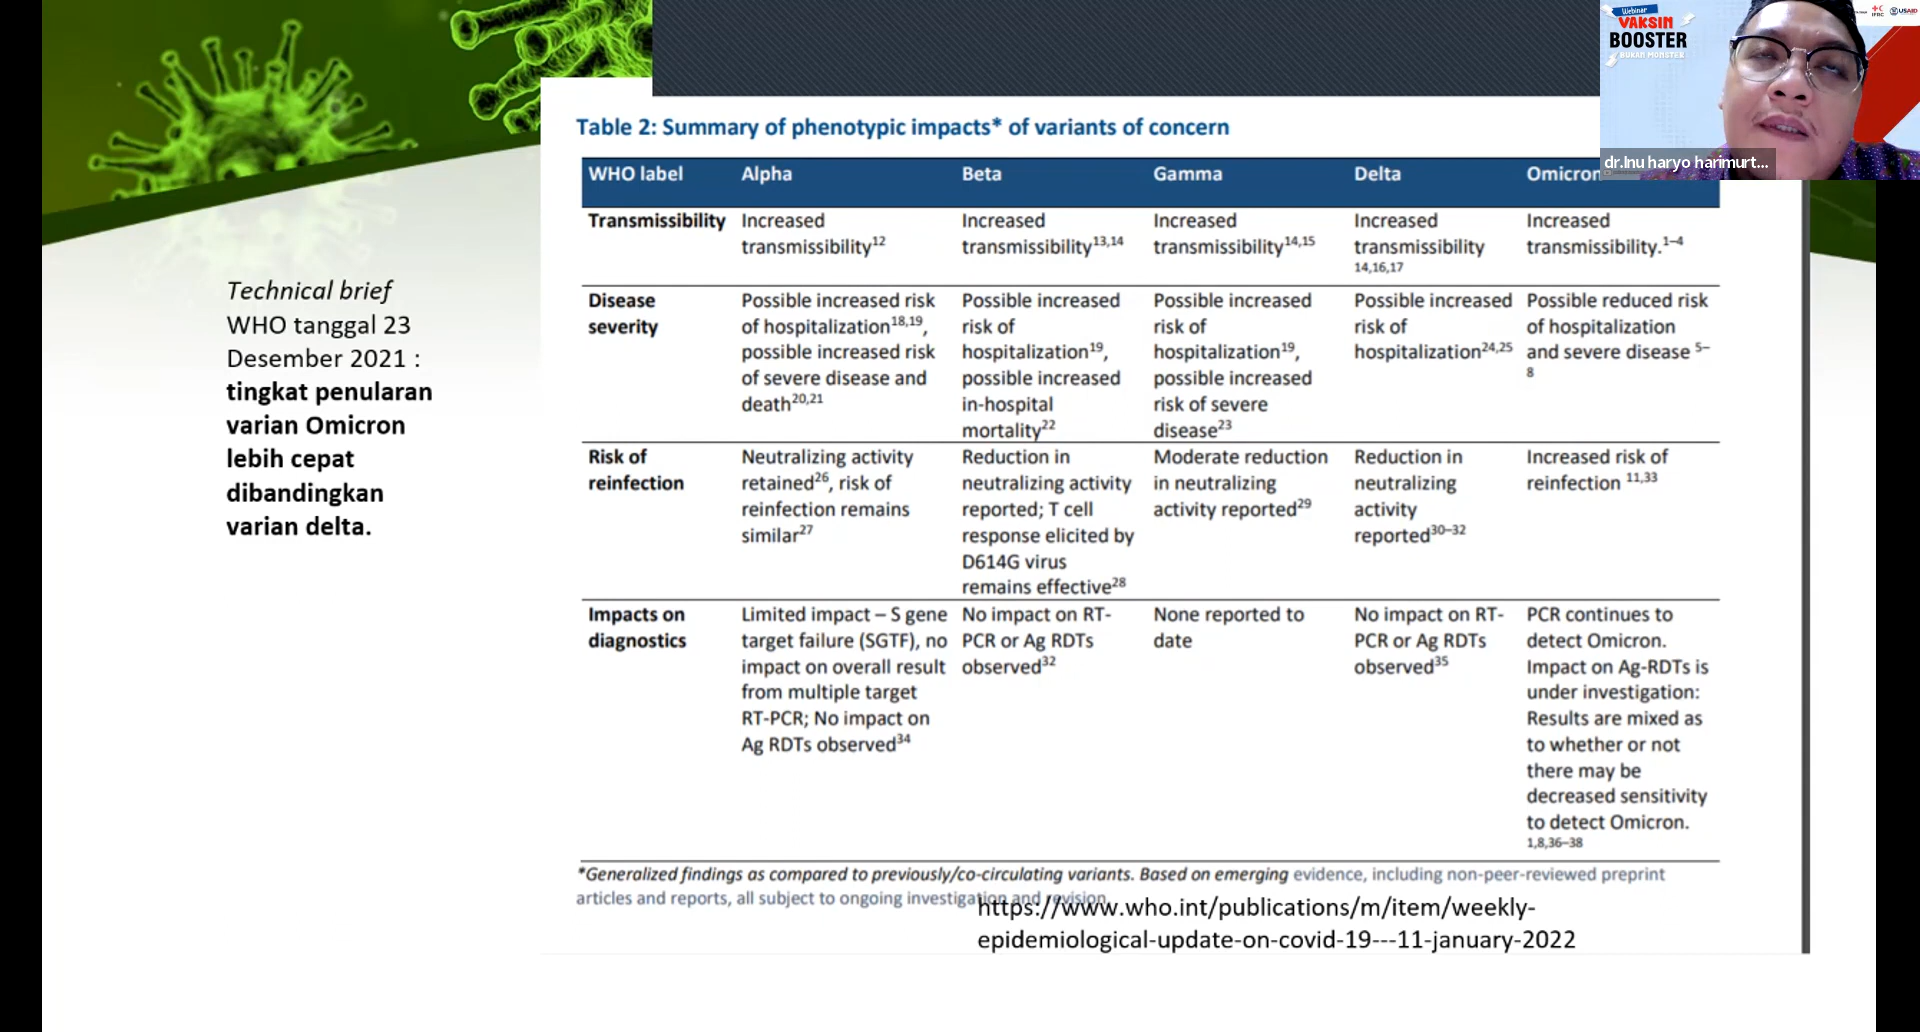 Webinar
VAKSIN
BOOSTER
BUKAN MONSTER
IFRC
USAID
dr.Inu haryo harimurt...
Technical brief
WHO tanggal 23
Desember 2021 :
tingkat penularan
varian Omicron
lebih cepat
dibandingkan
varian delta.
Table 2: Summary of phenotypic impacts* of variants of concern
WHO label
Alpha
Beta
Gamma
Delta
Omicron
Transmissibility
Increased
transmissibility12
Increased
transmissibility13,14
Increased
transmissibility14,15
Increased
transmissibility
14,16,17
Increased
transmissibility.1–4
Disease
severity
Possible increased risk
of hospitalization18,19,
possible increased risk
of severe disease and
death20,21
Possible increased
risk of
hospitalization19,
possible increased
in-hospital
mortality22
Possible increased
risk of
hospitalization19,
possible increased
risk of severe
disease23
Possible increased
risk of
hospitalization24,25
Possible reduced risk
of hospitalization
and severe disease 5–
8
Risk of
reinfection
Neutralizing activity
retained26, risk of
reinfection remains
similar27
Reduction in
neutralizing activity
reported; T cell
response elicited by
D614G virus
remains effective28
Moderate reduction
in neutralizing
activity reported29
Reduction in
neutralizing
activity
reported30–32
Increased risk of
reinfection 11,33
Impacts on
diagnostics
Limited impact – S gene
target failure (SGTF), no
impact on overall result
from multiple target
RT-PCR; No impact on
Ag RDTs observed34
No impact on RT-
PCR or Ag RDTs
observed32
None reported to
date
No impact on RT-
PCR or Ag RDTs
observed35
PCR continues to
detect Omicron.
Impact on Ag-RDTs is
under investigation:
Results are mixed as
to whether or not
there may be
decreased sensitivity
to detect Omicron.
1,8,36–38
*Generalized findings as compared to previously/co-circulating variants. Based on emerging evidence, including non-peer-reviewed preprint
articles and reports, all subject to ongoing investigation and revision.
https://www.who.int/publications/m/item/weekly-
epidemiological-update-on-covid-19---11-january-2022